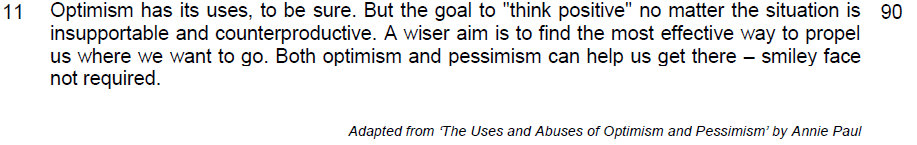 11 Optimism has its uses, to be sure. But the goal to "think positive" no matter the situation is 90
insupportable and counterproductive. A wiser aim is to find the most effective way to propel
us where we want to go. Both optimism and pessimism can help us get there – smiley face
not required.
Adapted from ‘The Uses and Abuses of Optimism and Pessimism’ by Annie Paul